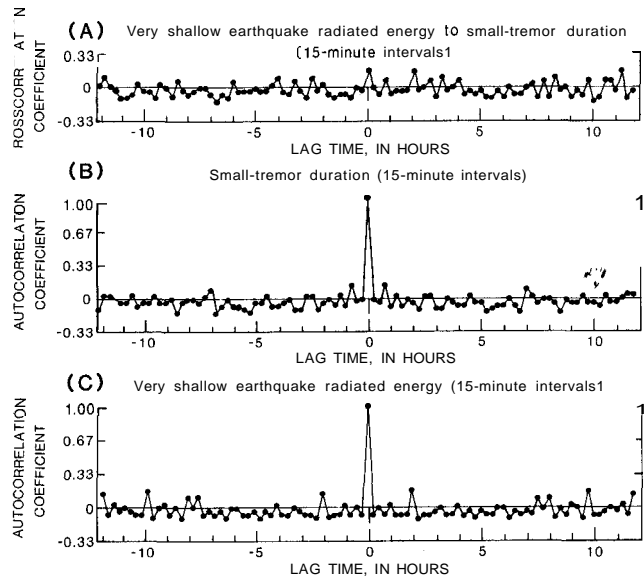 (A) Very shallow earthquake radiated energy to small-tremor duration
(15-minute intervals1
ROSSCORR AT N
COEFFICIENT
0.33
0
-0.33
-10 -5 0 5 10
LAG TIME, IN HOURS
(B) Small-tremor duration (15-minute intervals)
AUTOCORRELATION
COEFFICIENT
1.00
0.67
0.33
0
-0.33
1
-10 -5 0 5 10
LAG TIME, IN HOURS
(C) Very shallow earthquake radiated energy (15-minute intervals1
AUTOCORRELATION
COEFFICIENT
1.00
0.67
0.33
0
-0.33
1
-10 -5 0 5 10
LAG TIME, IN HOURS